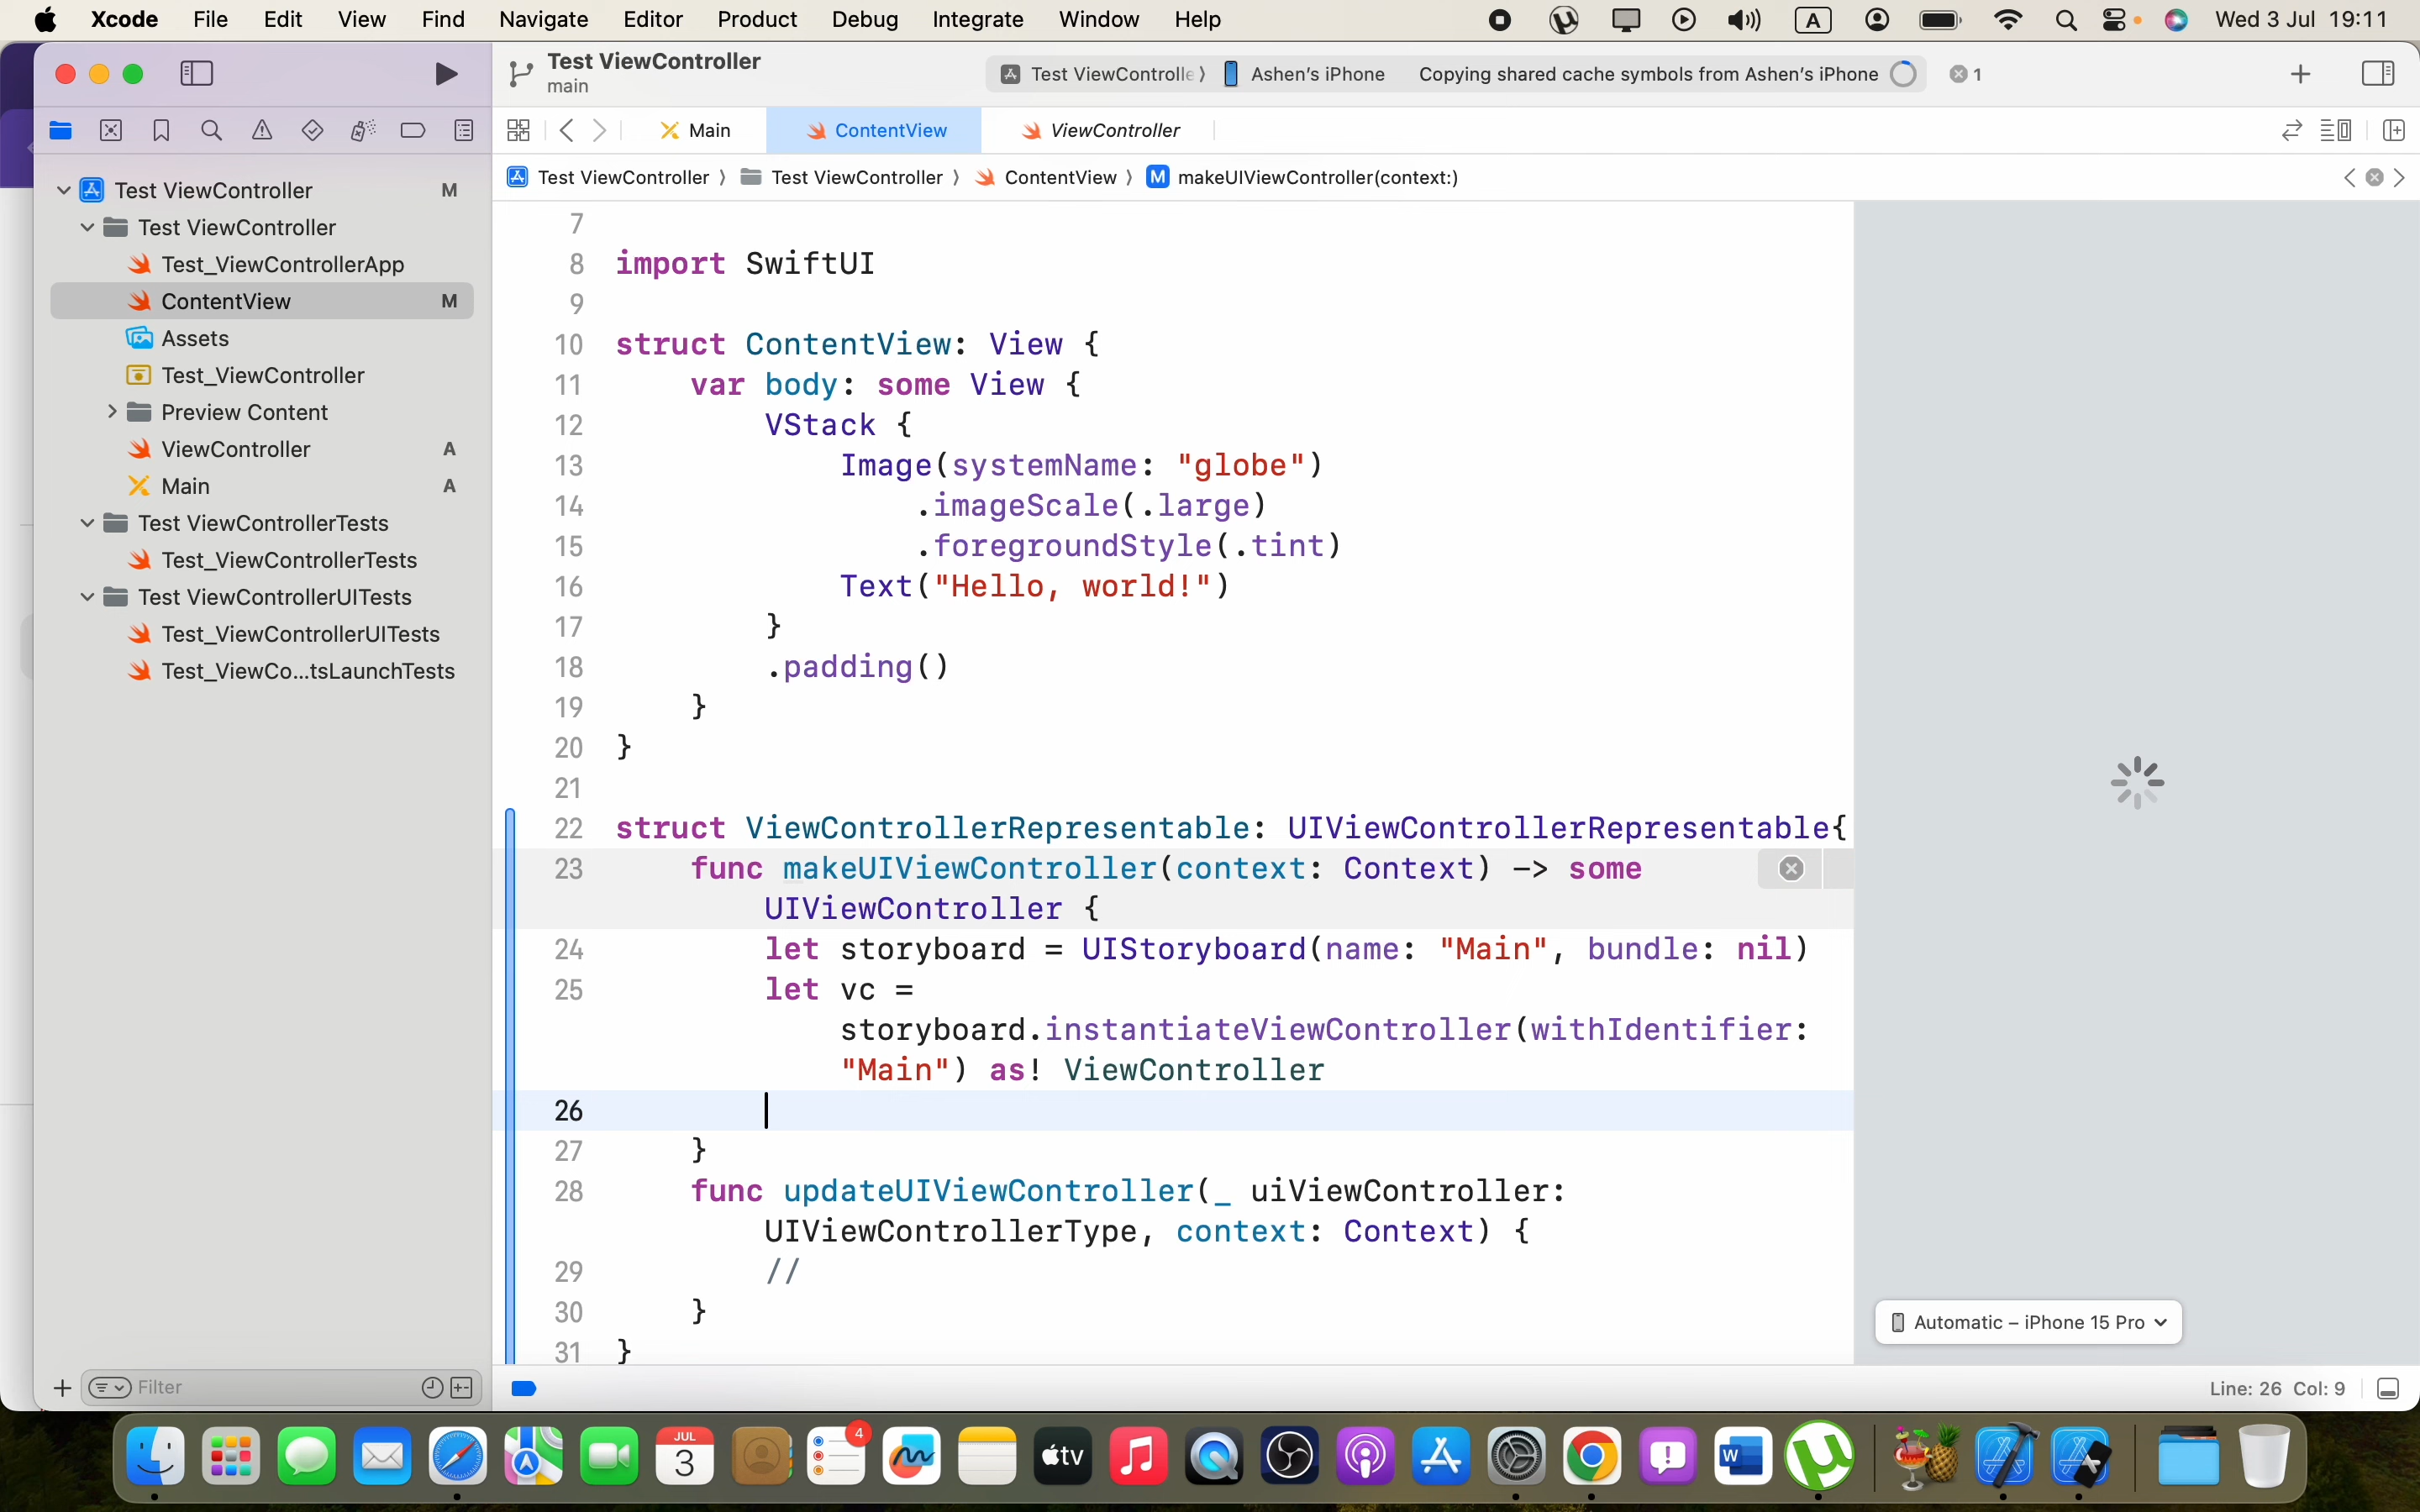 Xcode File Edit View Find Navigate Editor Product Debug Integrate Window Help A Wed 3 Jul 19:11
Test ViewController
main
Test ViewControlle Ashen's iPhone Copying shared cache symbols from Ashen's iPhone 1
Main ContentView ViewController
Test ViewController Test ViewController ContentView M makeUIViewController(context:)
Test ViewController M
Test ViewController
Test_ViewControllerApp
ContentView M
Assets
Test_ViewController
Preview Content
ViewController A
Main A
Test ViewControllerTests
Test_ViewControllerTests
Test ViewControllerUITests
Test_ViewControllerUITests
Test_ViewCo...tsLaunchTests
Filter
7
8 import SwiftUI
9
10 struct ContentView: View {
11 var body: some View {
12 VStack {
13 Image(systemName: "globe")
14 .imageScale(.large)
15 .foregroundStyle(.tint)
16 Text("Hello, world!")
17 }
18 .padding()
19 }
20 }
21
22 struct ViewControllerRepresentable: UIViewControllerRepresentable{
23 func makeUIViewController(context: Context) -> some
UIViewController {
24 let storyboard = UIStoryboard(name: "Main", bundle: nil)
25 let vc =
storyboard.instantiateViewController(withIdentifier:
"Main") as! ViewController
26
27 }
28 func updateUIViewController(_ uiViewController:
UIViewControllerType, context: Context) {
29 //
30 }
31 }
Automatic – iPhone 15 Pro
Line: 26 Col: 9
JUL
3
4
tv
W